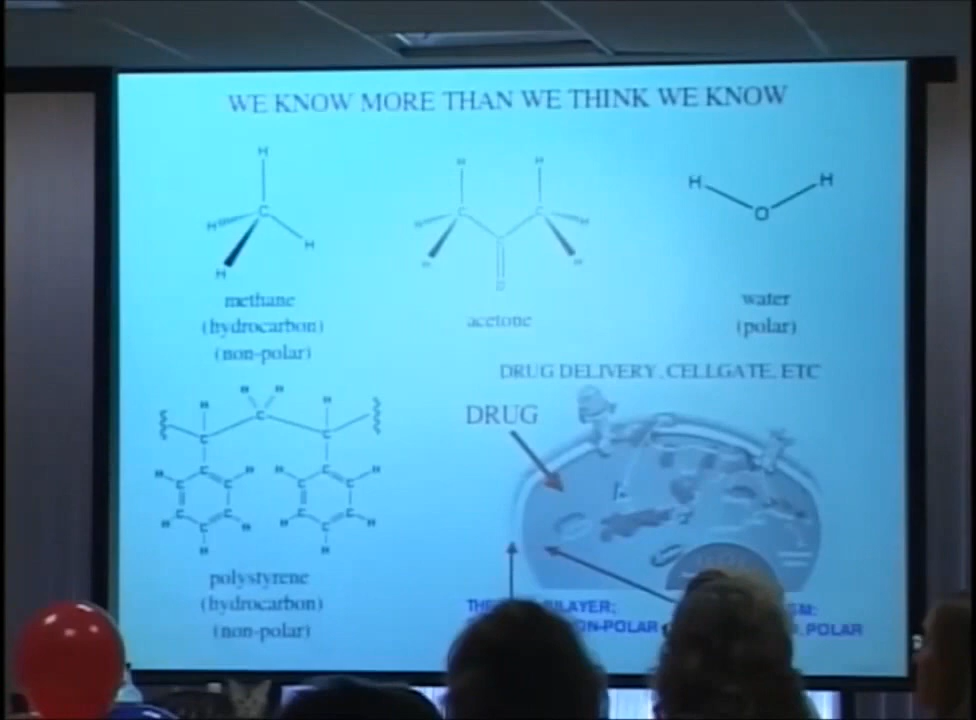 WE KNOW MORE THAN WE THINK WE KNOW
H
C
H
H
H
H
H
C
C
H
H
H
H
O
H
H
O
methane
(hydrocarbon)
(non-polar)
acetone
water
(polar)
DRUG DELIVERY, CELLGATE, ETC
DRUG
H
H
H
H
C
C
C
polystyrene
(hydrocarbon)
(non-polar)
BILAYER;
NON-POLAR
POLAR